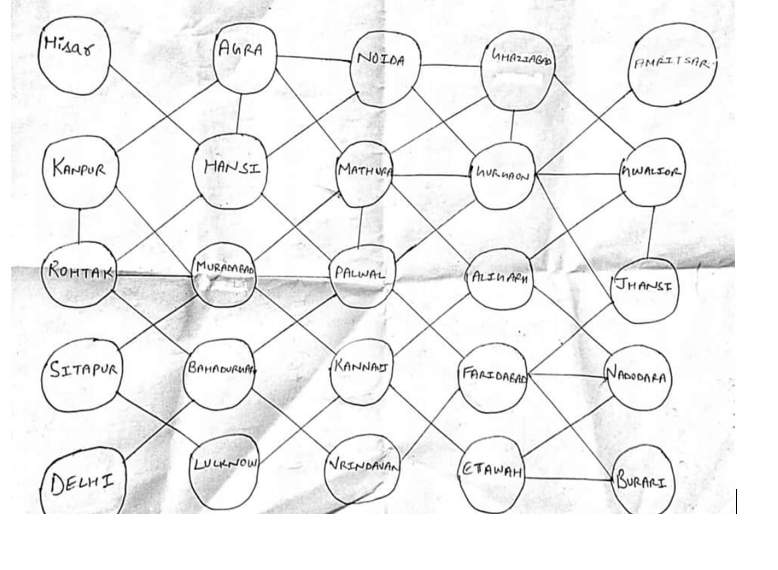 Hisar
AGRA
NOIDA
GHAZIABAD
AMRITSAR
KANPUR
HANSI
MATHURA
GURGAON
GWALIOR
ROHTAK
MURADABAD
PALWAL
ALIGARH
JHANSI
SITAPUR
BAHADURGARH
KANNAUJ
FARIDABAD
VADODARA
DELHI
LUCKNOW
VRINDAVAN
ETAWAH
BURARI